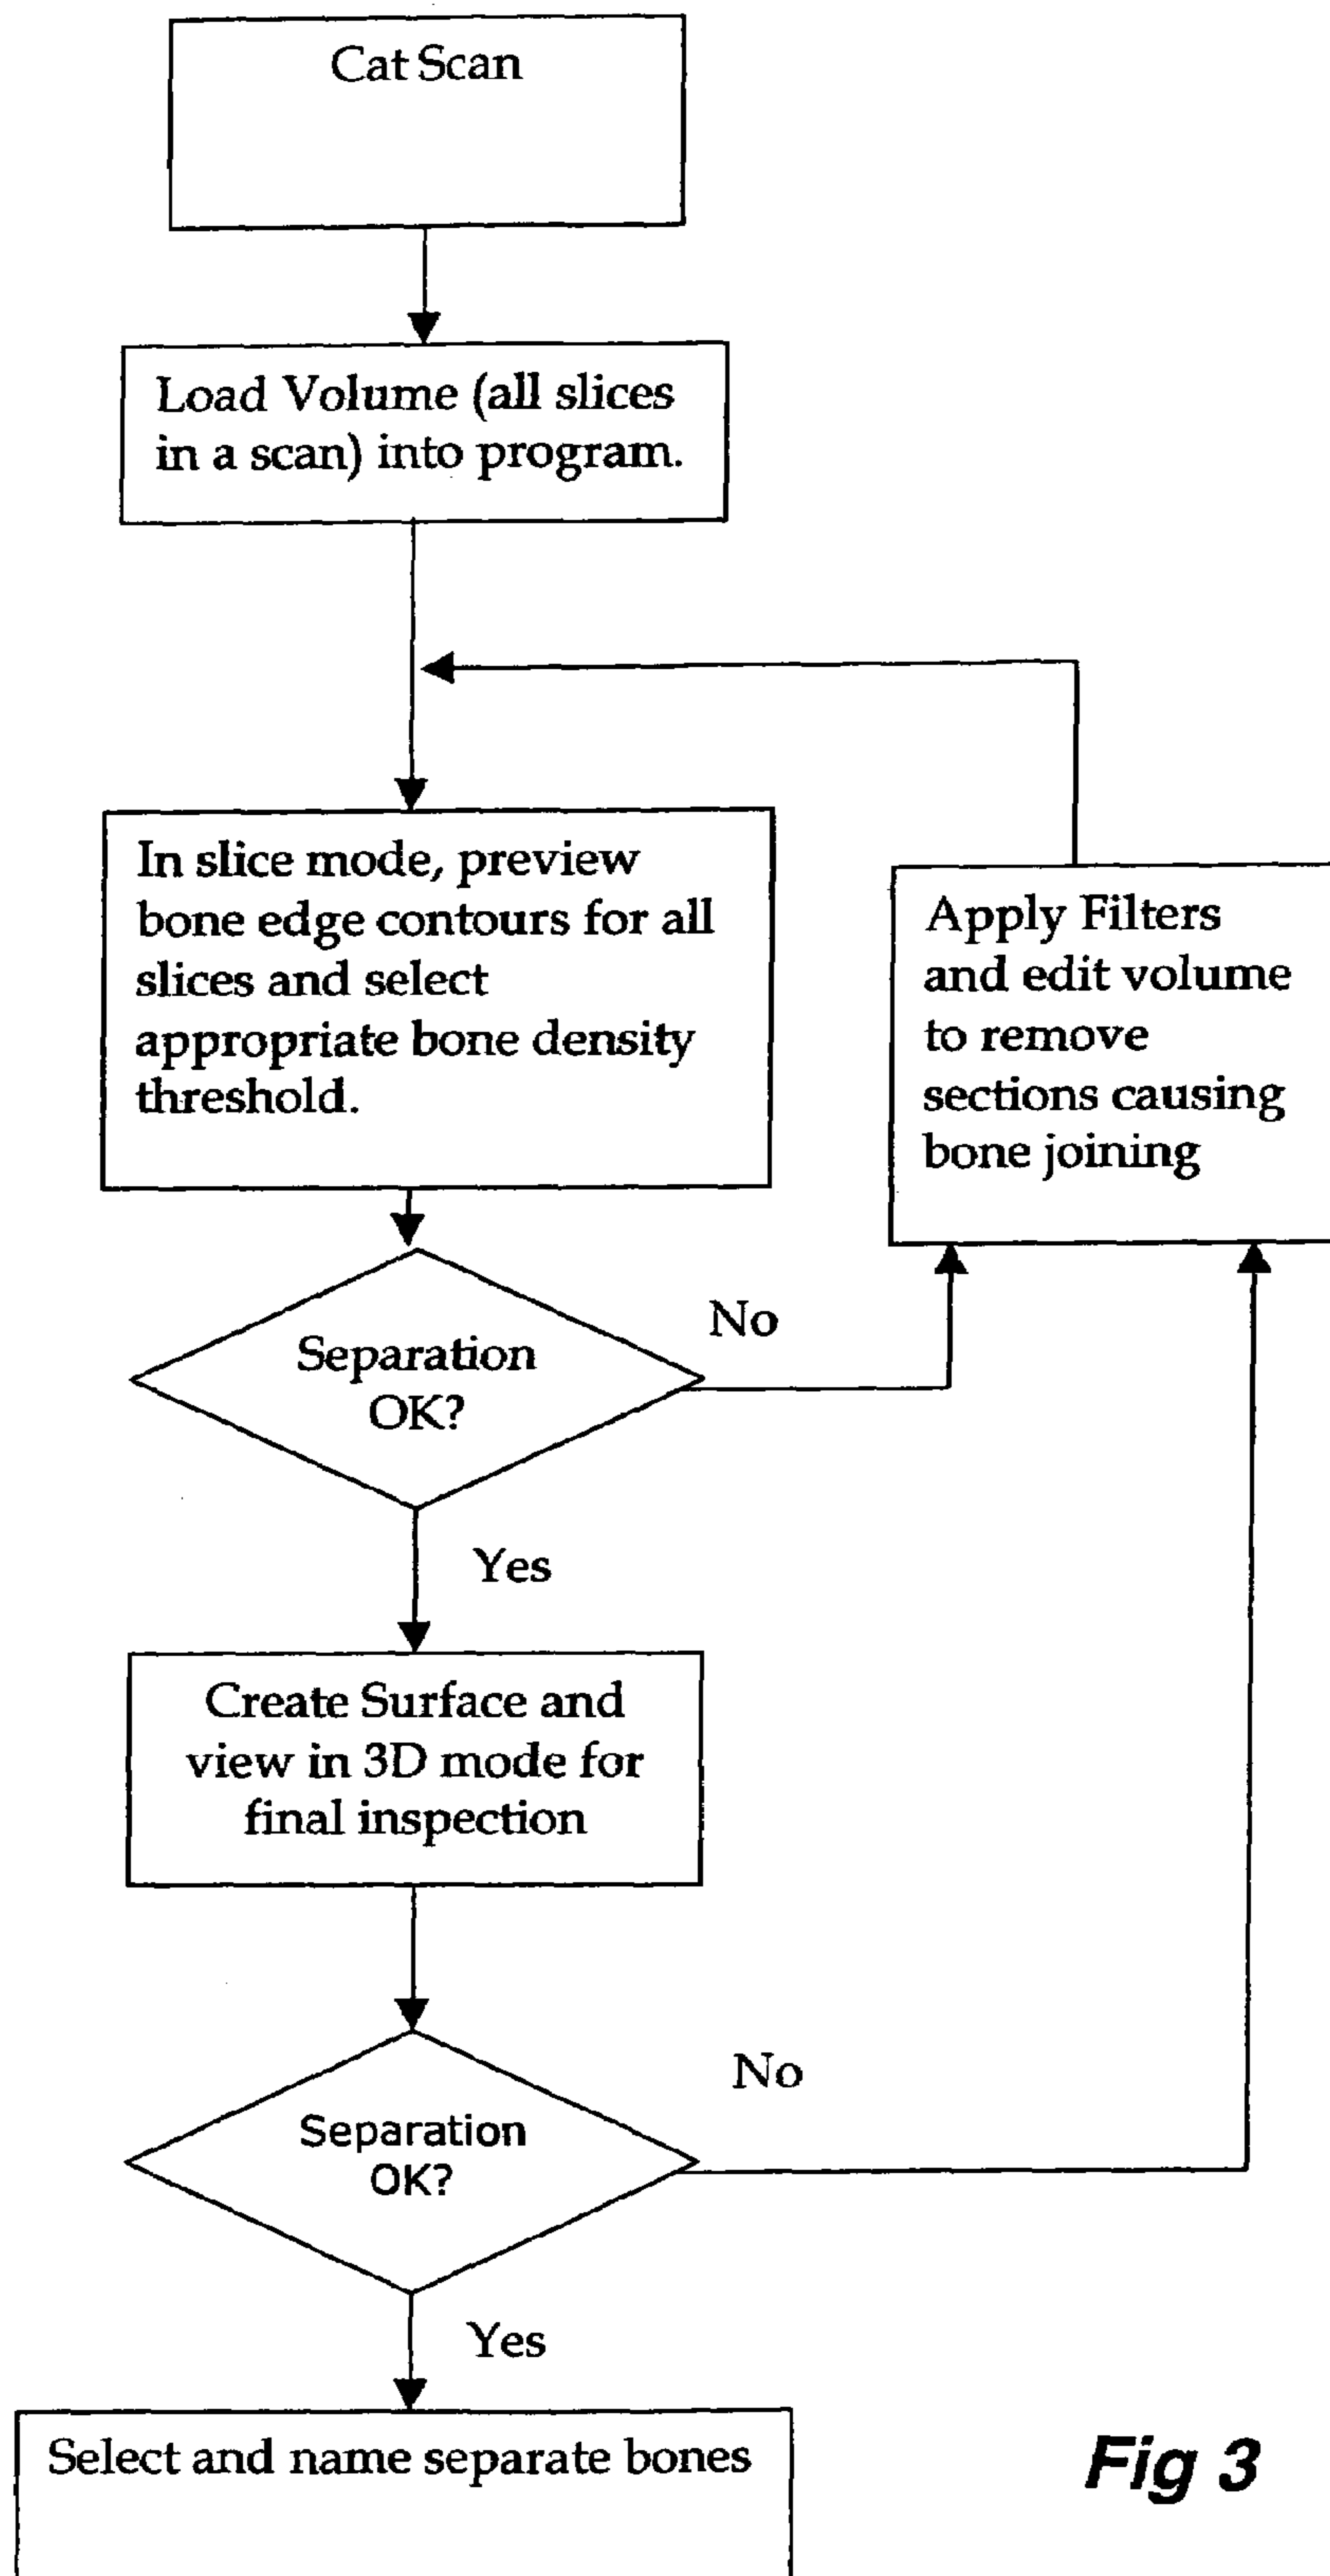 Cat Scan
Load Volume (all slices
in a scan) into program.
In slice mode, preview
bone edge contours for all
slices and select
appropriate bone density
threshold.
Apply Filters
and edit volume
to remove
sections causing
bone joining
Separation
OK?
No
Yes
Create Surface and
view in 3D mode for
final inspection
Separation
OK?
No
Yes
Select and name separate bones
Fig 3